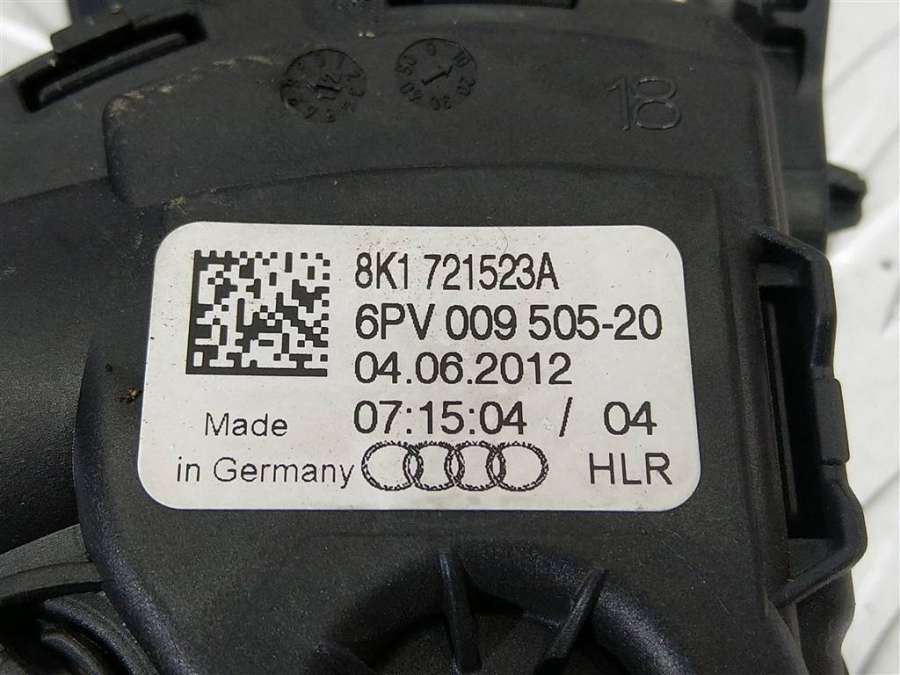 18
8K1 721523A
6PV 009 505-20
04.06.2012
07:15:04 / 04
Made
in Germany
HLR